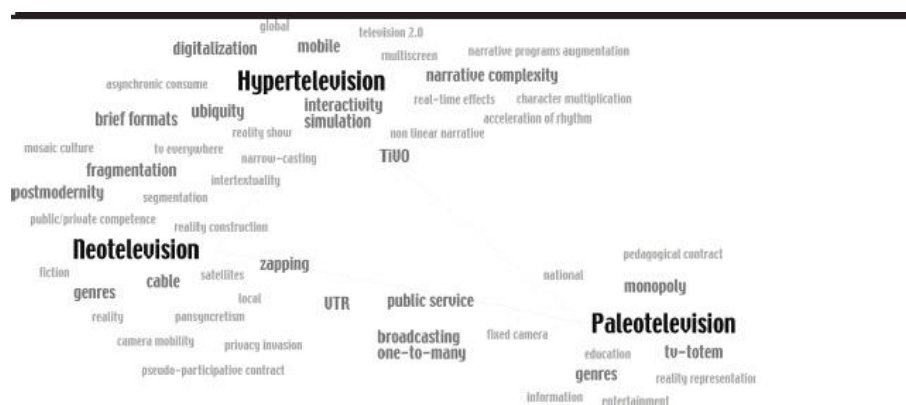 global
television 2.0
digitalization
mobile
multiscreen
narrative programs augmentation
asynchronic consume
Hypertelevision
narrative complexity
brief formats
ubiquity
interactivity
simulation
real-time effects
character multiplication
acceleration of rhythm
reality show
non linear narrative
mosaic culture
tv everywhere
narrow-casting
TiVO
fragmentation
intertextuality
postmodernity
segmentation
public/private competence
reality construction
Neotelevision
fiction
cable
satellites
zapping
genres
local
reality
pansyncretism
camera mobility
privacy invasion
pseudo-participative contract
UTR
public service
broadcasting
one-to-many
fixed camera
national
pedagogical contract
monopoly
Paleotelevision
education
tv-totem
genres
reality representation
information
entertainment